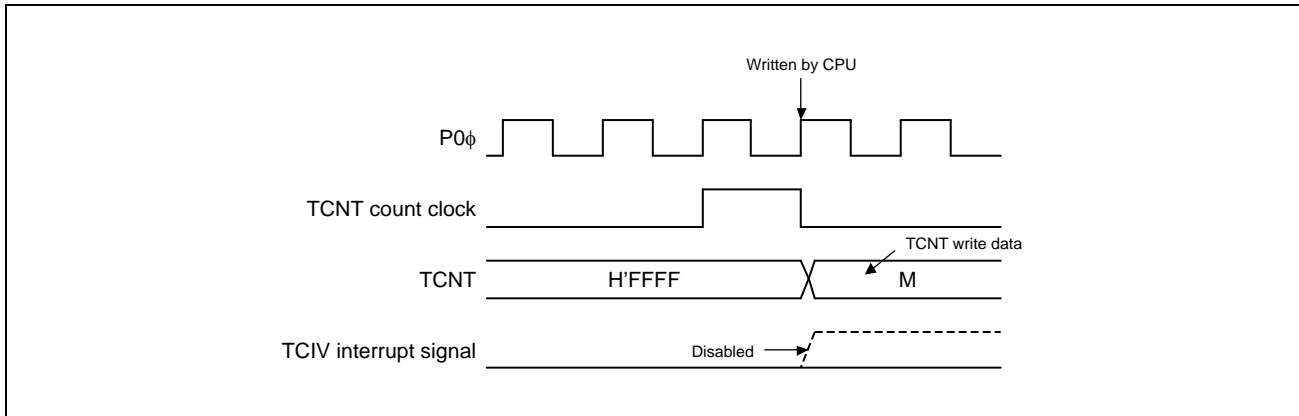 Written by CPU
P0ϕ
TCNT count clock
TCNT write data
TCNT H'FFFF M
TCIV interrupt signal Disabled